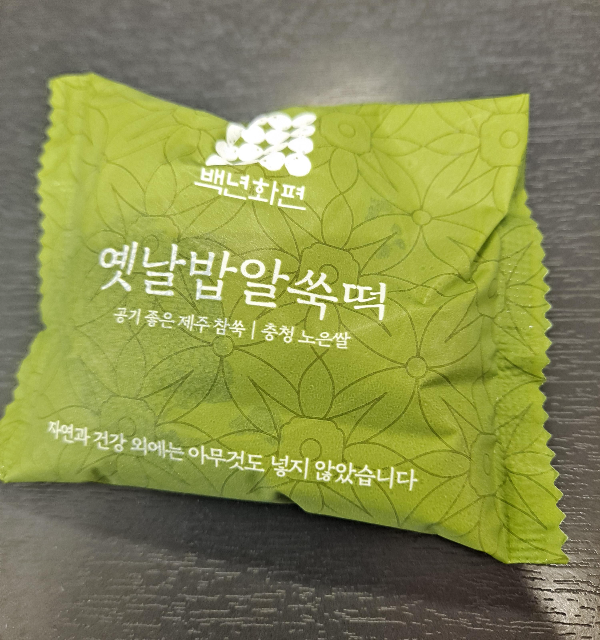 백년화편
옛날밥알쑥떡
공기 좋은 제주 참쑥 | 충청 노은쌀
자연과 건강 외에는 아무것도 넣지 않았습니다